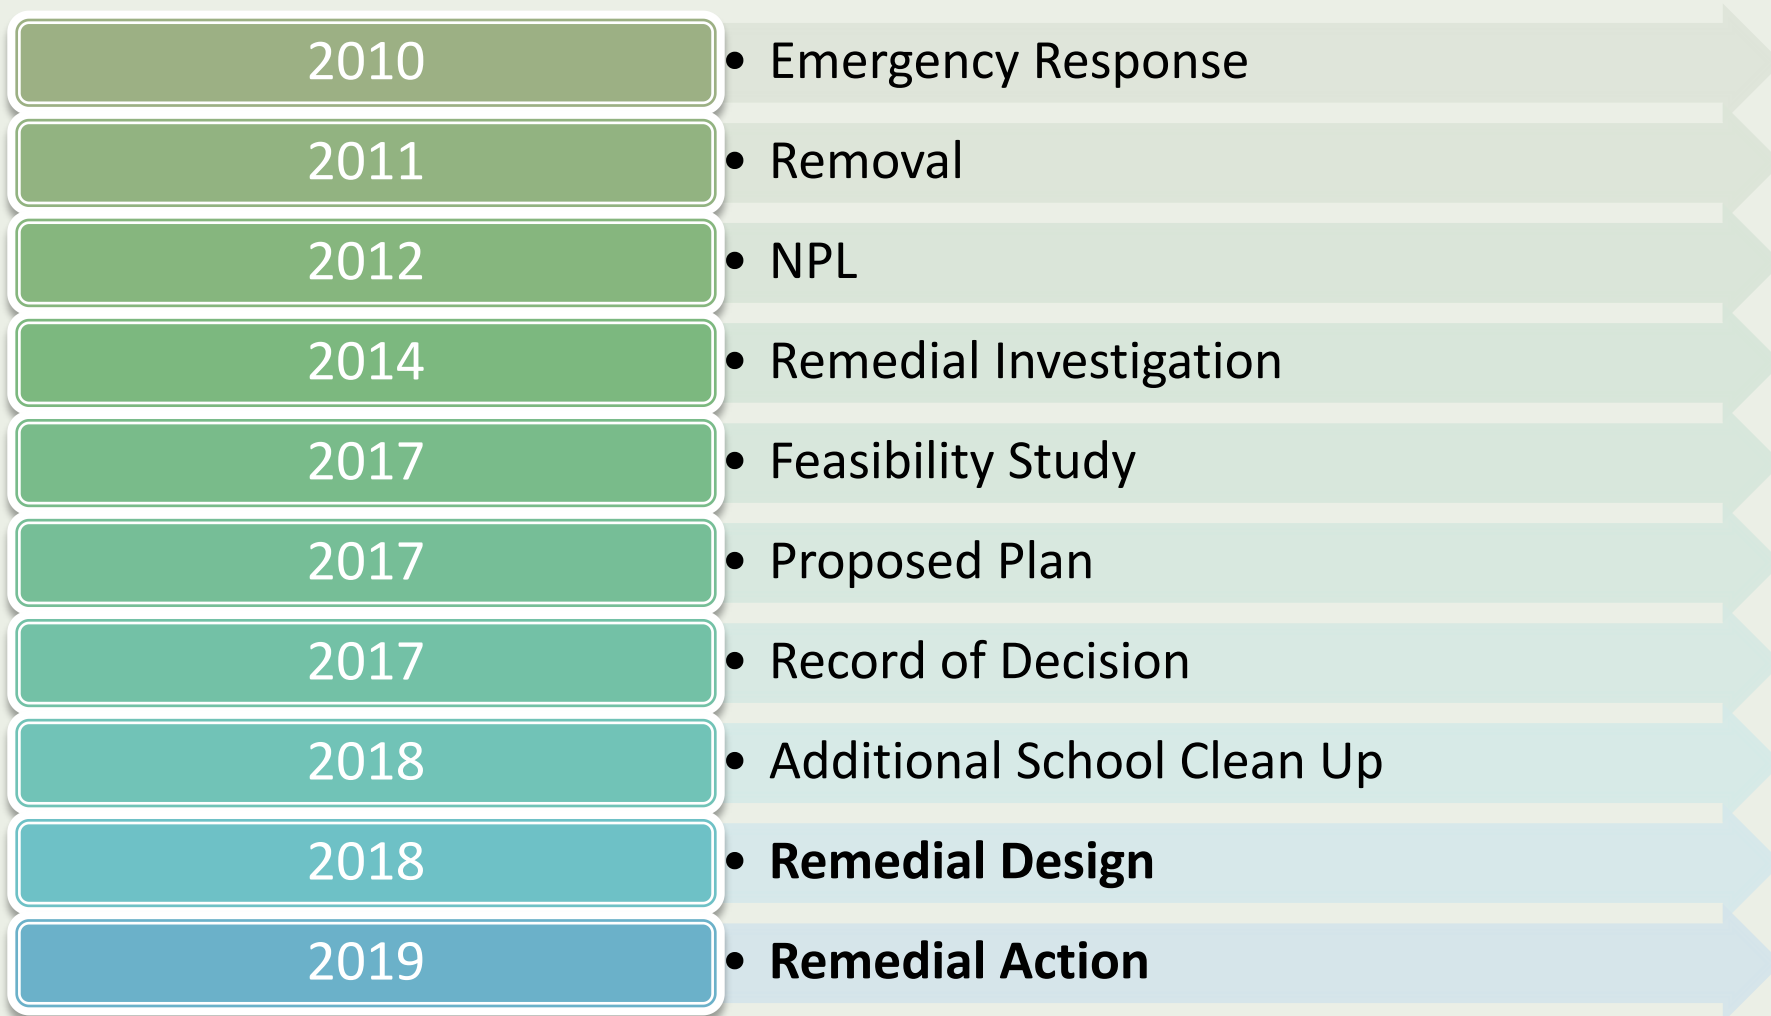 2010 • Emergency Response
2011 • Removal
2012 • NPL
2014 • Remedial Investigation
2017 • Feasibility Study
2017 • Proposed Plan
2017 • Record of Decision
2018 • Additional School Clean Up
2018 • Remedial Design
2019 • Remedial Action